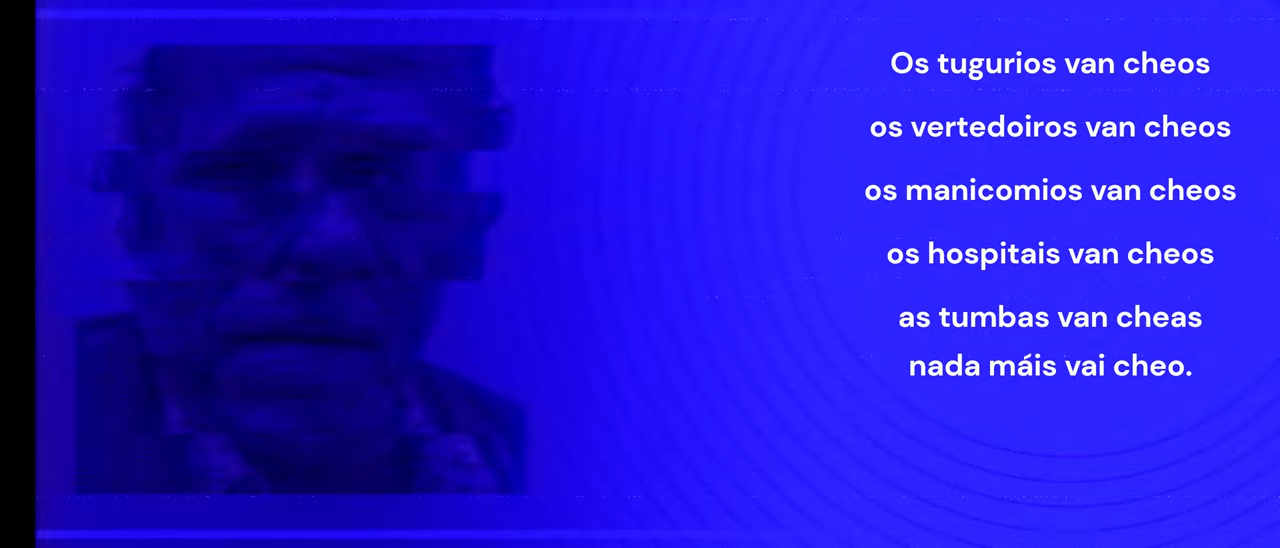 Os tugurios van cheos
os vertedoiros van cheos
os manicomios van cheos
os hospitais van cheos
as tumbas van cheas
nada máis vai cheo.